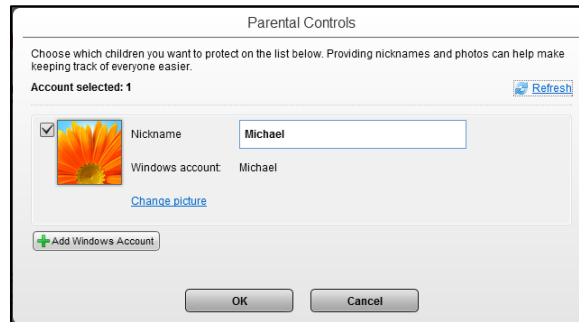 Parental Controls
Choose which children you want to protect on the list below. Providing nicknames and photos can help make
keeping track of everyone easier.
Account selected: 1
Refresh
Nickname
Michael
Windows account:
Michael
Change picture
Add Windows Account
OK
Cancel